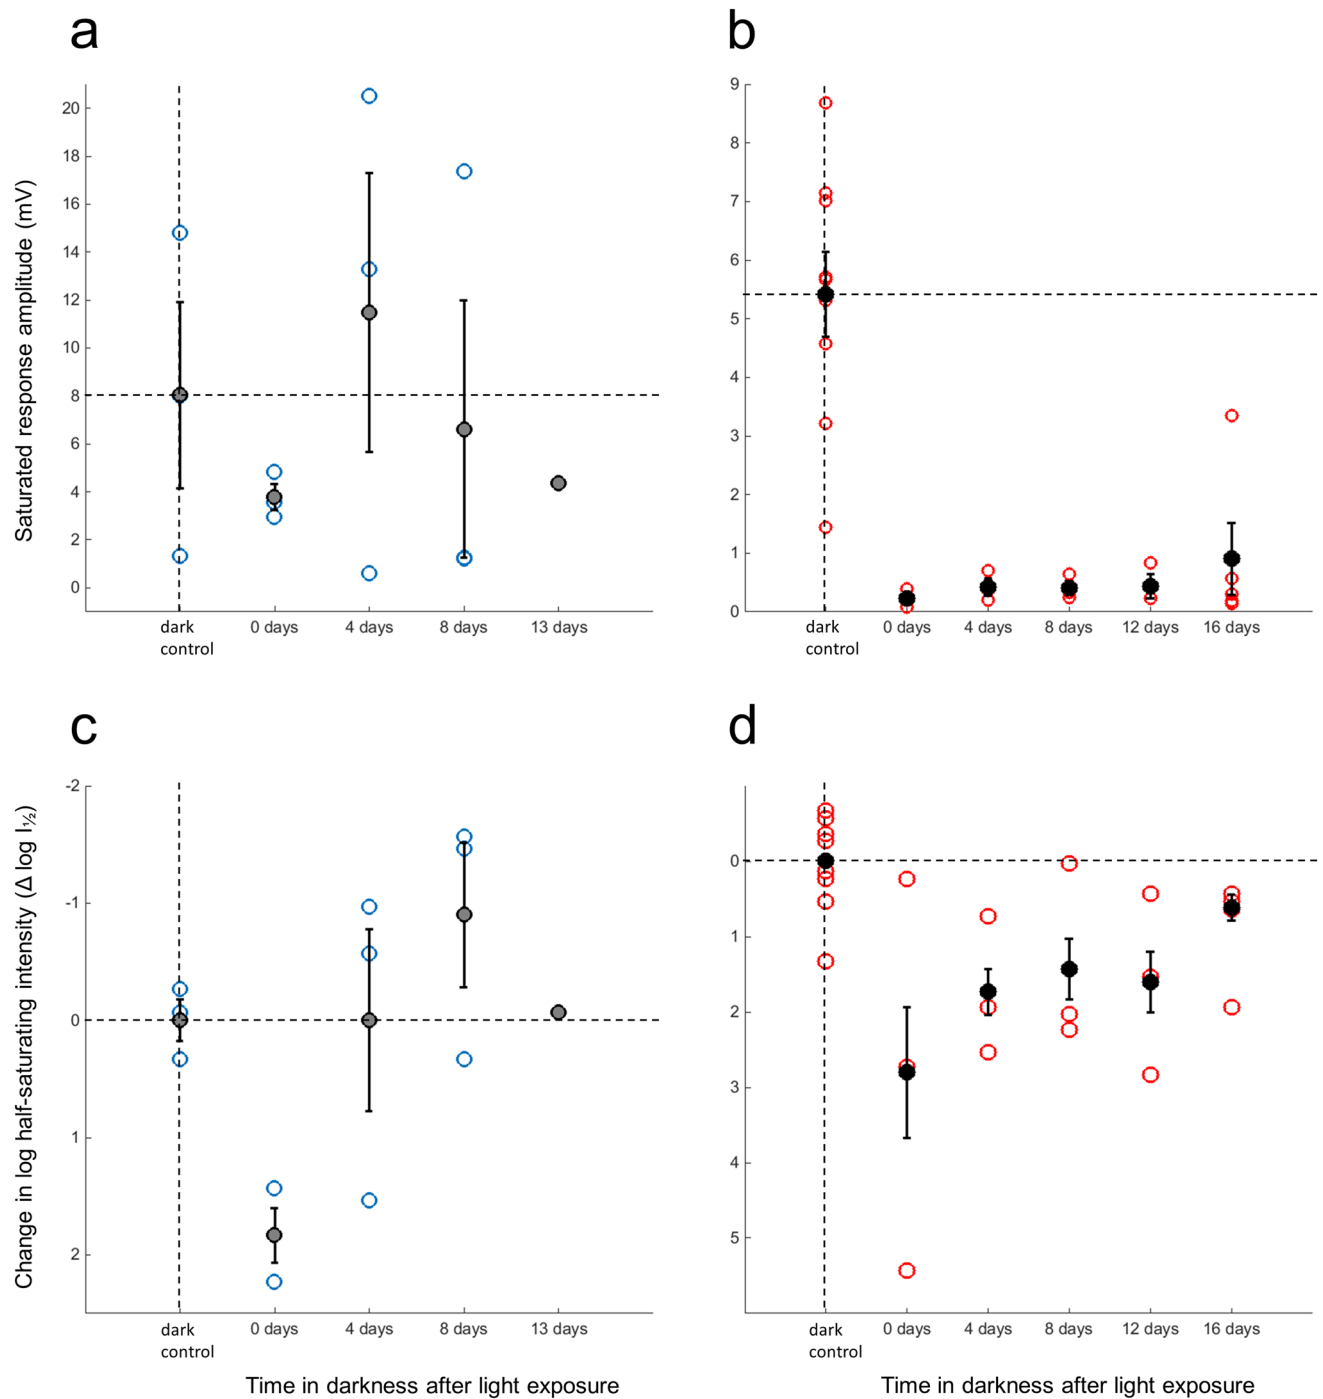 a
Saturated response amplitude (mV)
20
18
16
14
12
10
8
6
4
2
0
dark
control
0 days
4 days
8 days
13 days
b
9
8
7
6
5
4
3
2
1
0
dark
control
0 days
4 days
8 days
12 days
16 days
c
Change in log half-saturating intensity (Δ log I½)
-2
-1
0
1
2
dark
control
0 days
4 days
8 days
13 days
Time in darkness after light exposure
d
0
1
2
3
4
5
dark
control
0 days
4 days
8 days
12 days
16 days
Time in darkness after light exposure